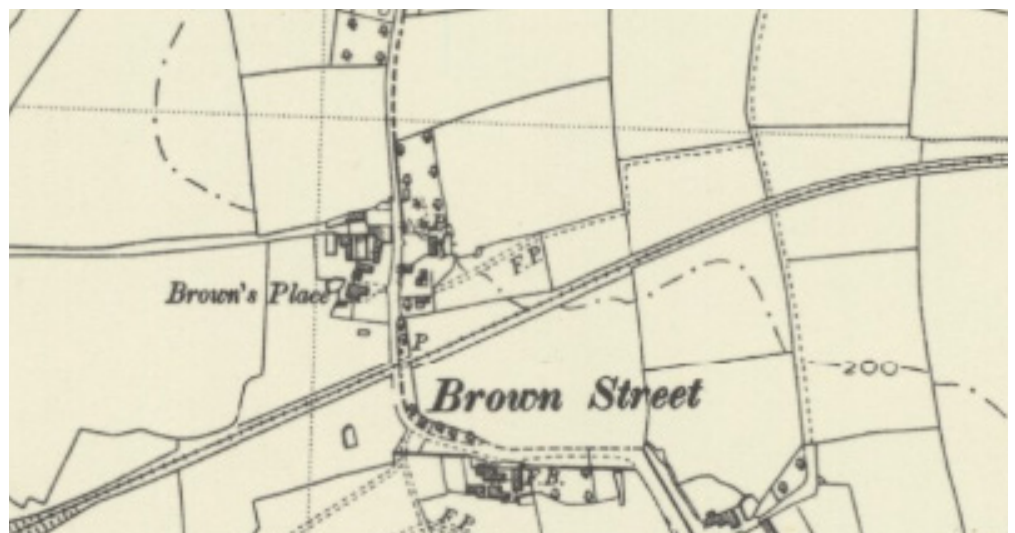 P.
F.P.
Brown's Place
P
200
Brown Street
F.B.
F.P.